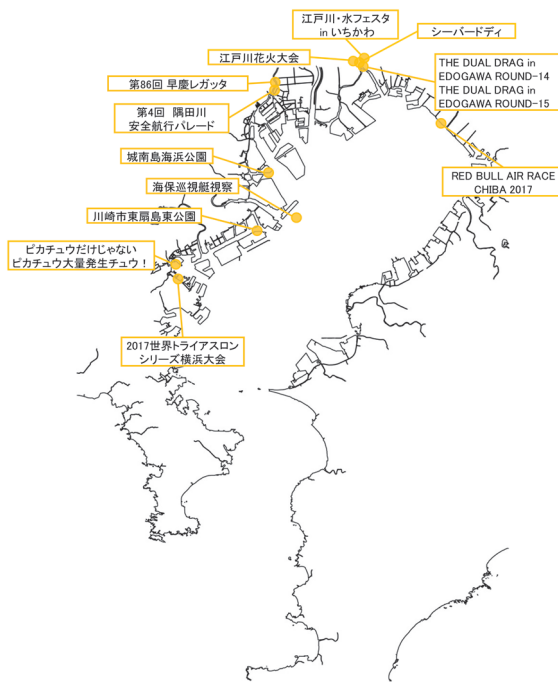 江戸川・水フェスタ
in いちかわ
シーバードディ
江戸川花火大会
THE DUAL DRAG in
EDOGAWA ROUND-14
THE DUAL DRAG in
EDOGAWA ROUND-15
第86回 早慶レガッタ
第4回 隅田川
安全航行パレード
城南島海浜公園
RED BULL AIR RACE
CHIBA 2017
海保巡視艇視察
川崎市東扇島東公園
ピカチュウだけじゃない
ピカチュウ大量発生チュウ！
2017世界トライアスロン
シリーズ横浜大会